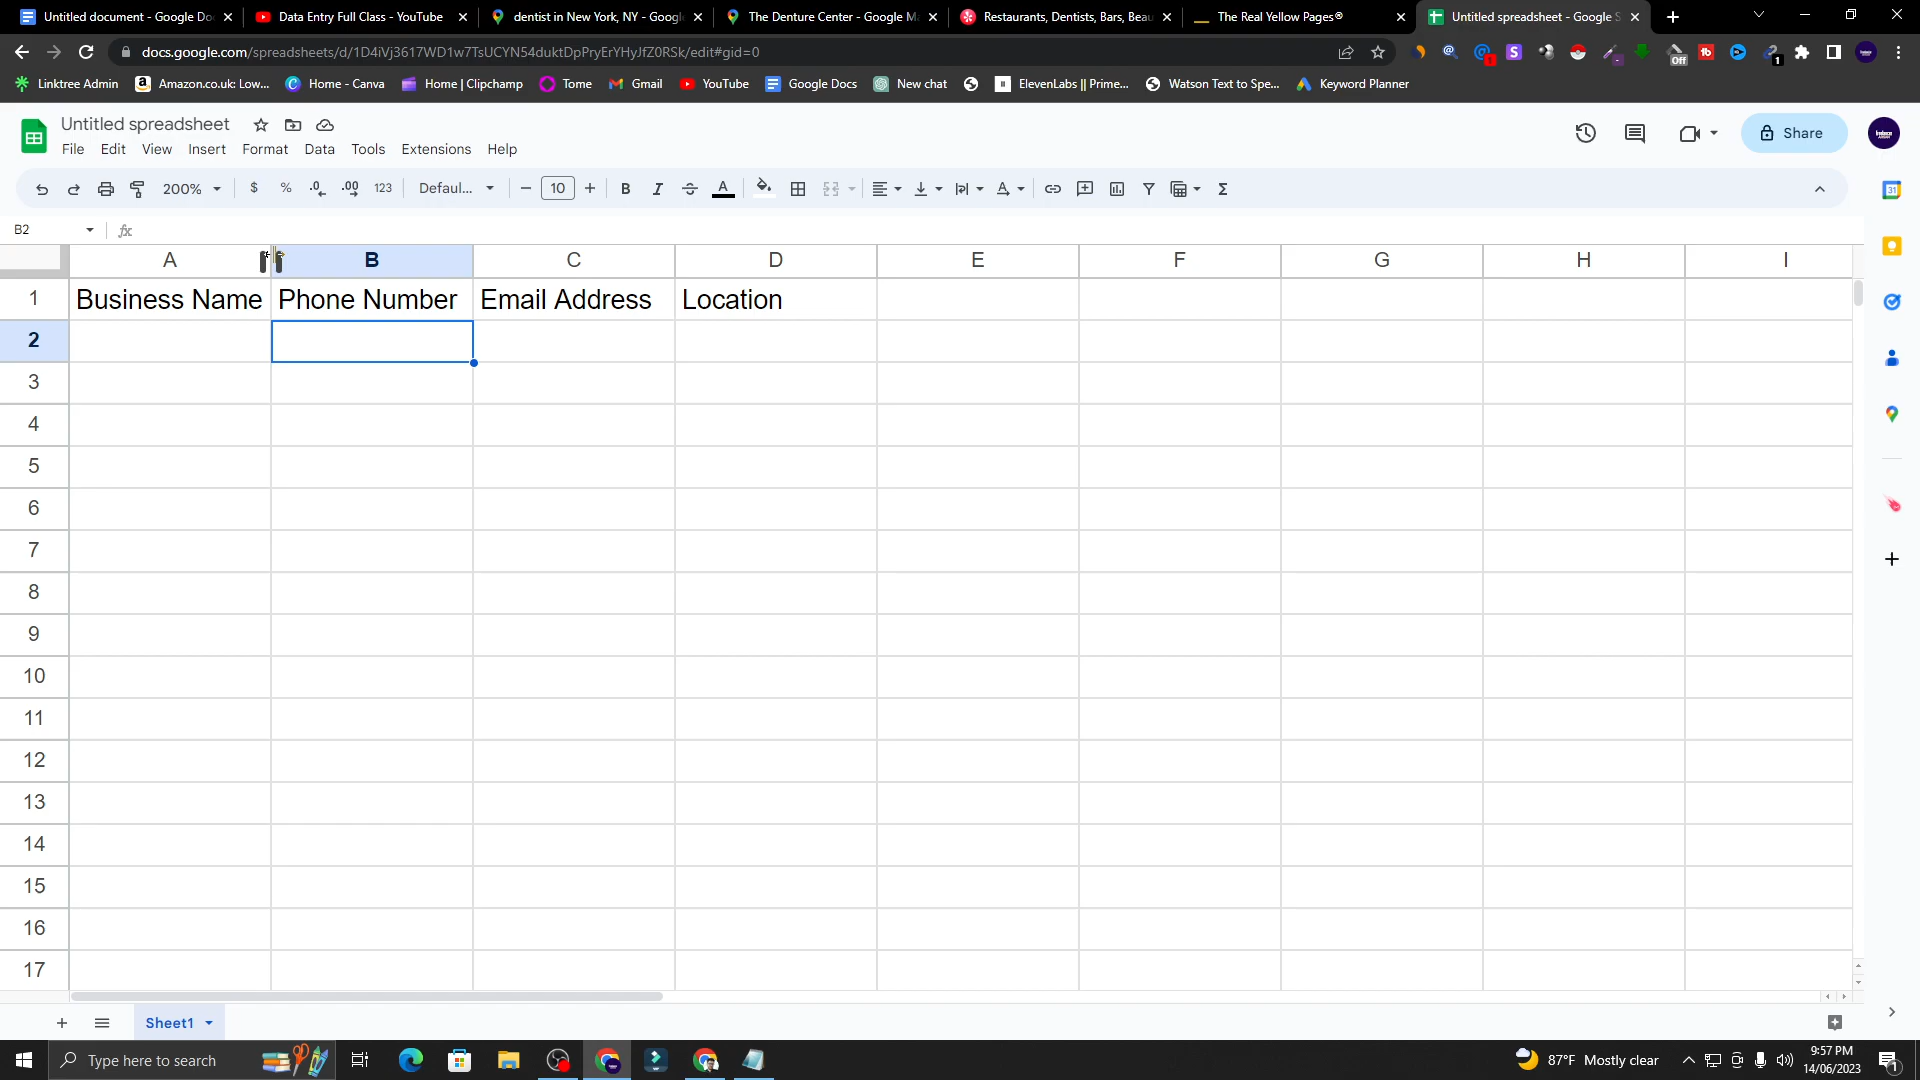 Untitled document - Google Do
Data Entry Full Class - YouTube
dentist in New York, NY - Googl
The Denture Center - Google M
Restaurants, Dentists, Bars, Beau
The Real Yellow Pages®
Untitled spreadsheet - Google S
docs.google.com/spreadsheets/d/1D4iVj3617WD1w7TsUCYN54duktDpPryErYHyJfZ0RSk/edit#gid=0
Linktree Admin
Amazon.co.uk: Low...
Home - Canva
Home | Clipchamp
Tome
Gmail
YouTube
Google Docs
New chat
ElevenLabs || Prime...
Watson Text to Spe...
Keyword Planner
Untitled spreadsheet
File Edit View Insert Format Data Tools Extensions Help
Share
200% $ % .0 .00 123 Defaul... 10 B I A Σ
B2 fx
A B C D E F G H I
1 Business Name Phone Number Email Address Location
2
3
4
5
6
7
8
9
10
11
12
13
14
15
16
17
Sheet1
Type here to search
87°F Mostly clear
9:57 PM
14/06/2023